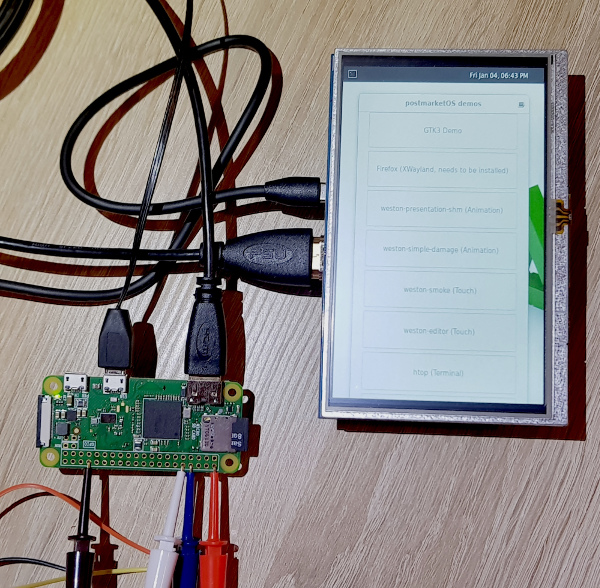 Fri Jan 04, 06:43 PM
postmarketOS demos
GTK3 Demo
Firefox (XWayland, needs to be installed)
weston-presentation-shm (Animation)
weston-simple-damage (Animation)
weston-smoke (Touch)
weston-editor (Touch)
htop (Terminal)